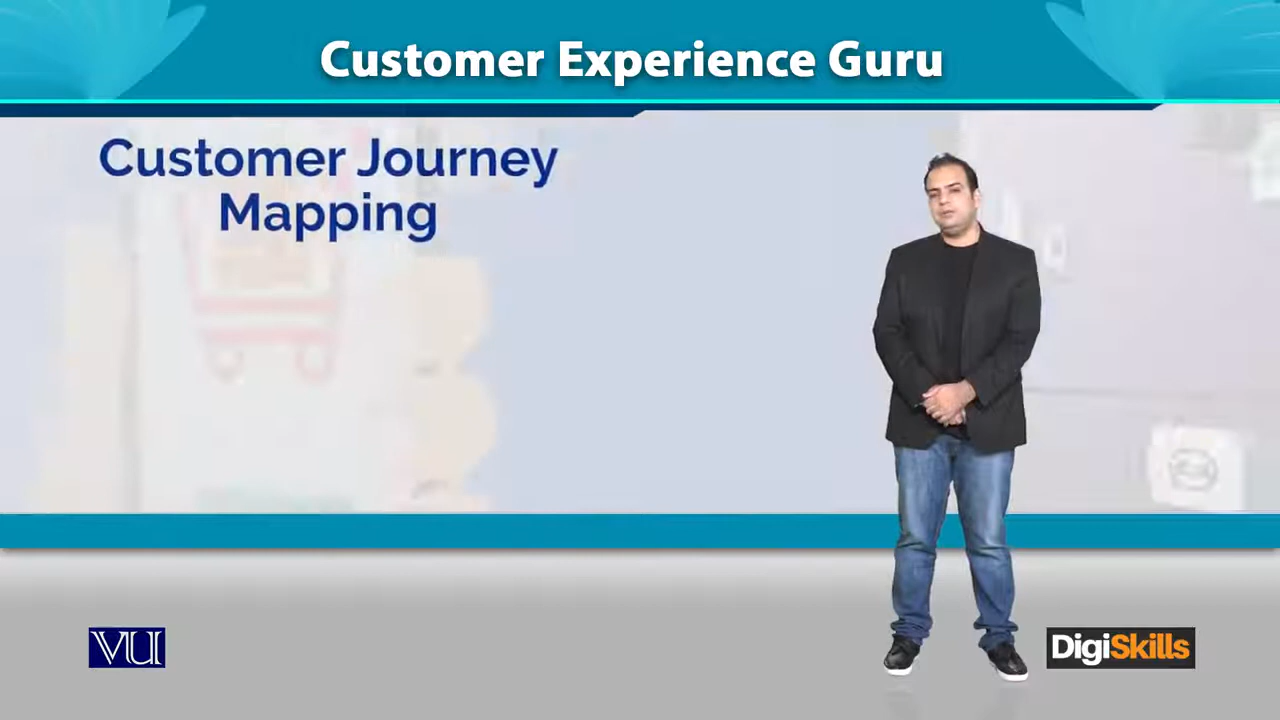 Customer Experience Guru
Customer Journey
Mapping
VU
DigiSkills